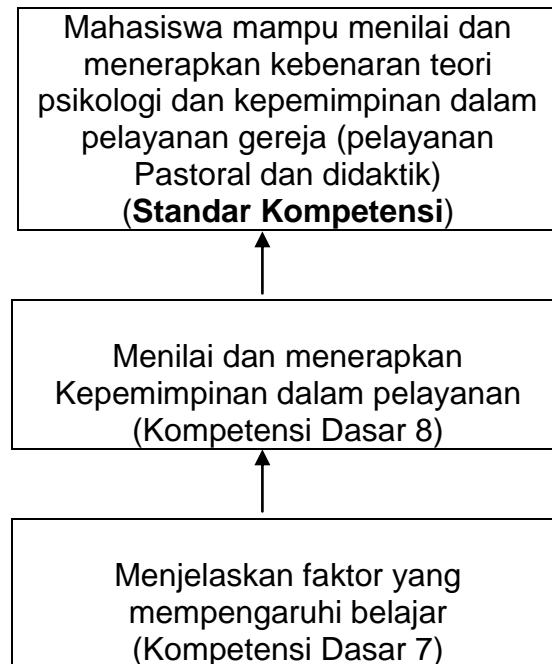 Mahasiswa mampu menilai dan
menerapkan kebenaran teori
psikologi dan kepemimpinan dalam
pelayanan gereja (pelayanan
Pastoral dan didaktik)
(Standar Kompetensi)
Menilai dan menerapkan
Kepemimpinan dalam pelayanan
(Kompetensi Dasar 8)
Menjelaskan faktor yang
mempengaruhi belajar
(Kompetensi Dasar 7)